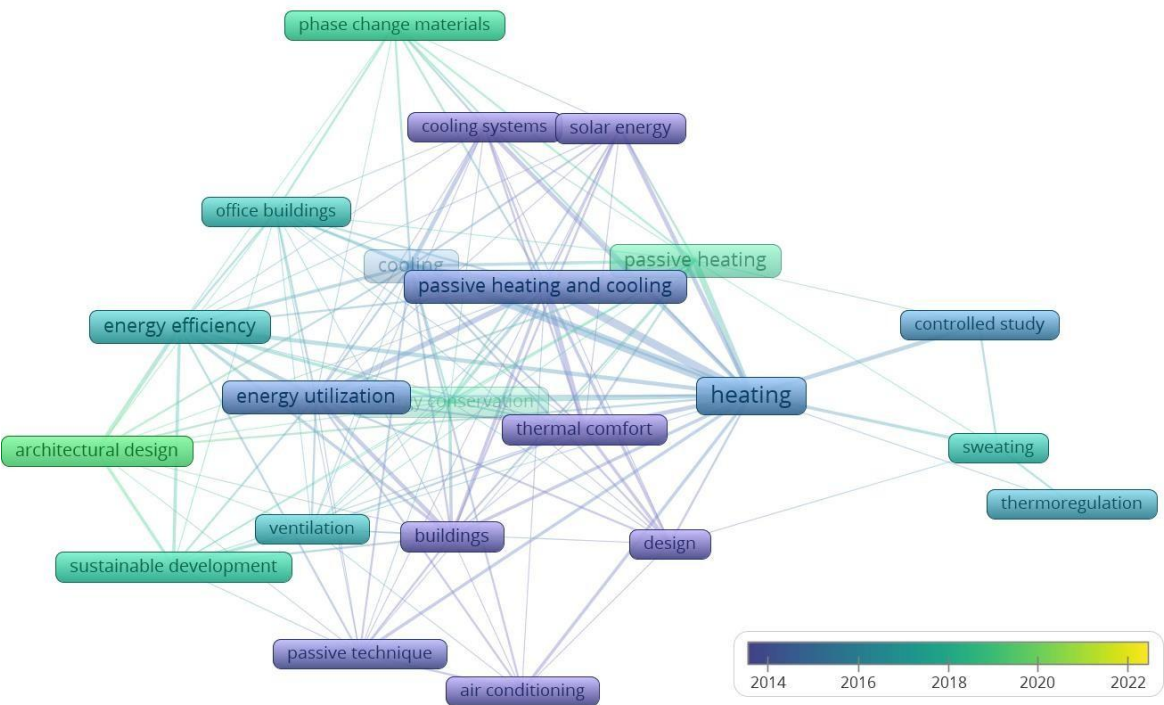 phase change materials
cooling systems
solar energy
office buildings
cooling
passive heating
passive heating and cooling
controlled study
energy efficiency
energy utilization
y conservation
heating
thermal comfort
architectural design
sweating
thermoregulation
ventilation
buildings
design
sustainable development
passive technique
air conditioning
2014 2016 2018 2020 2022